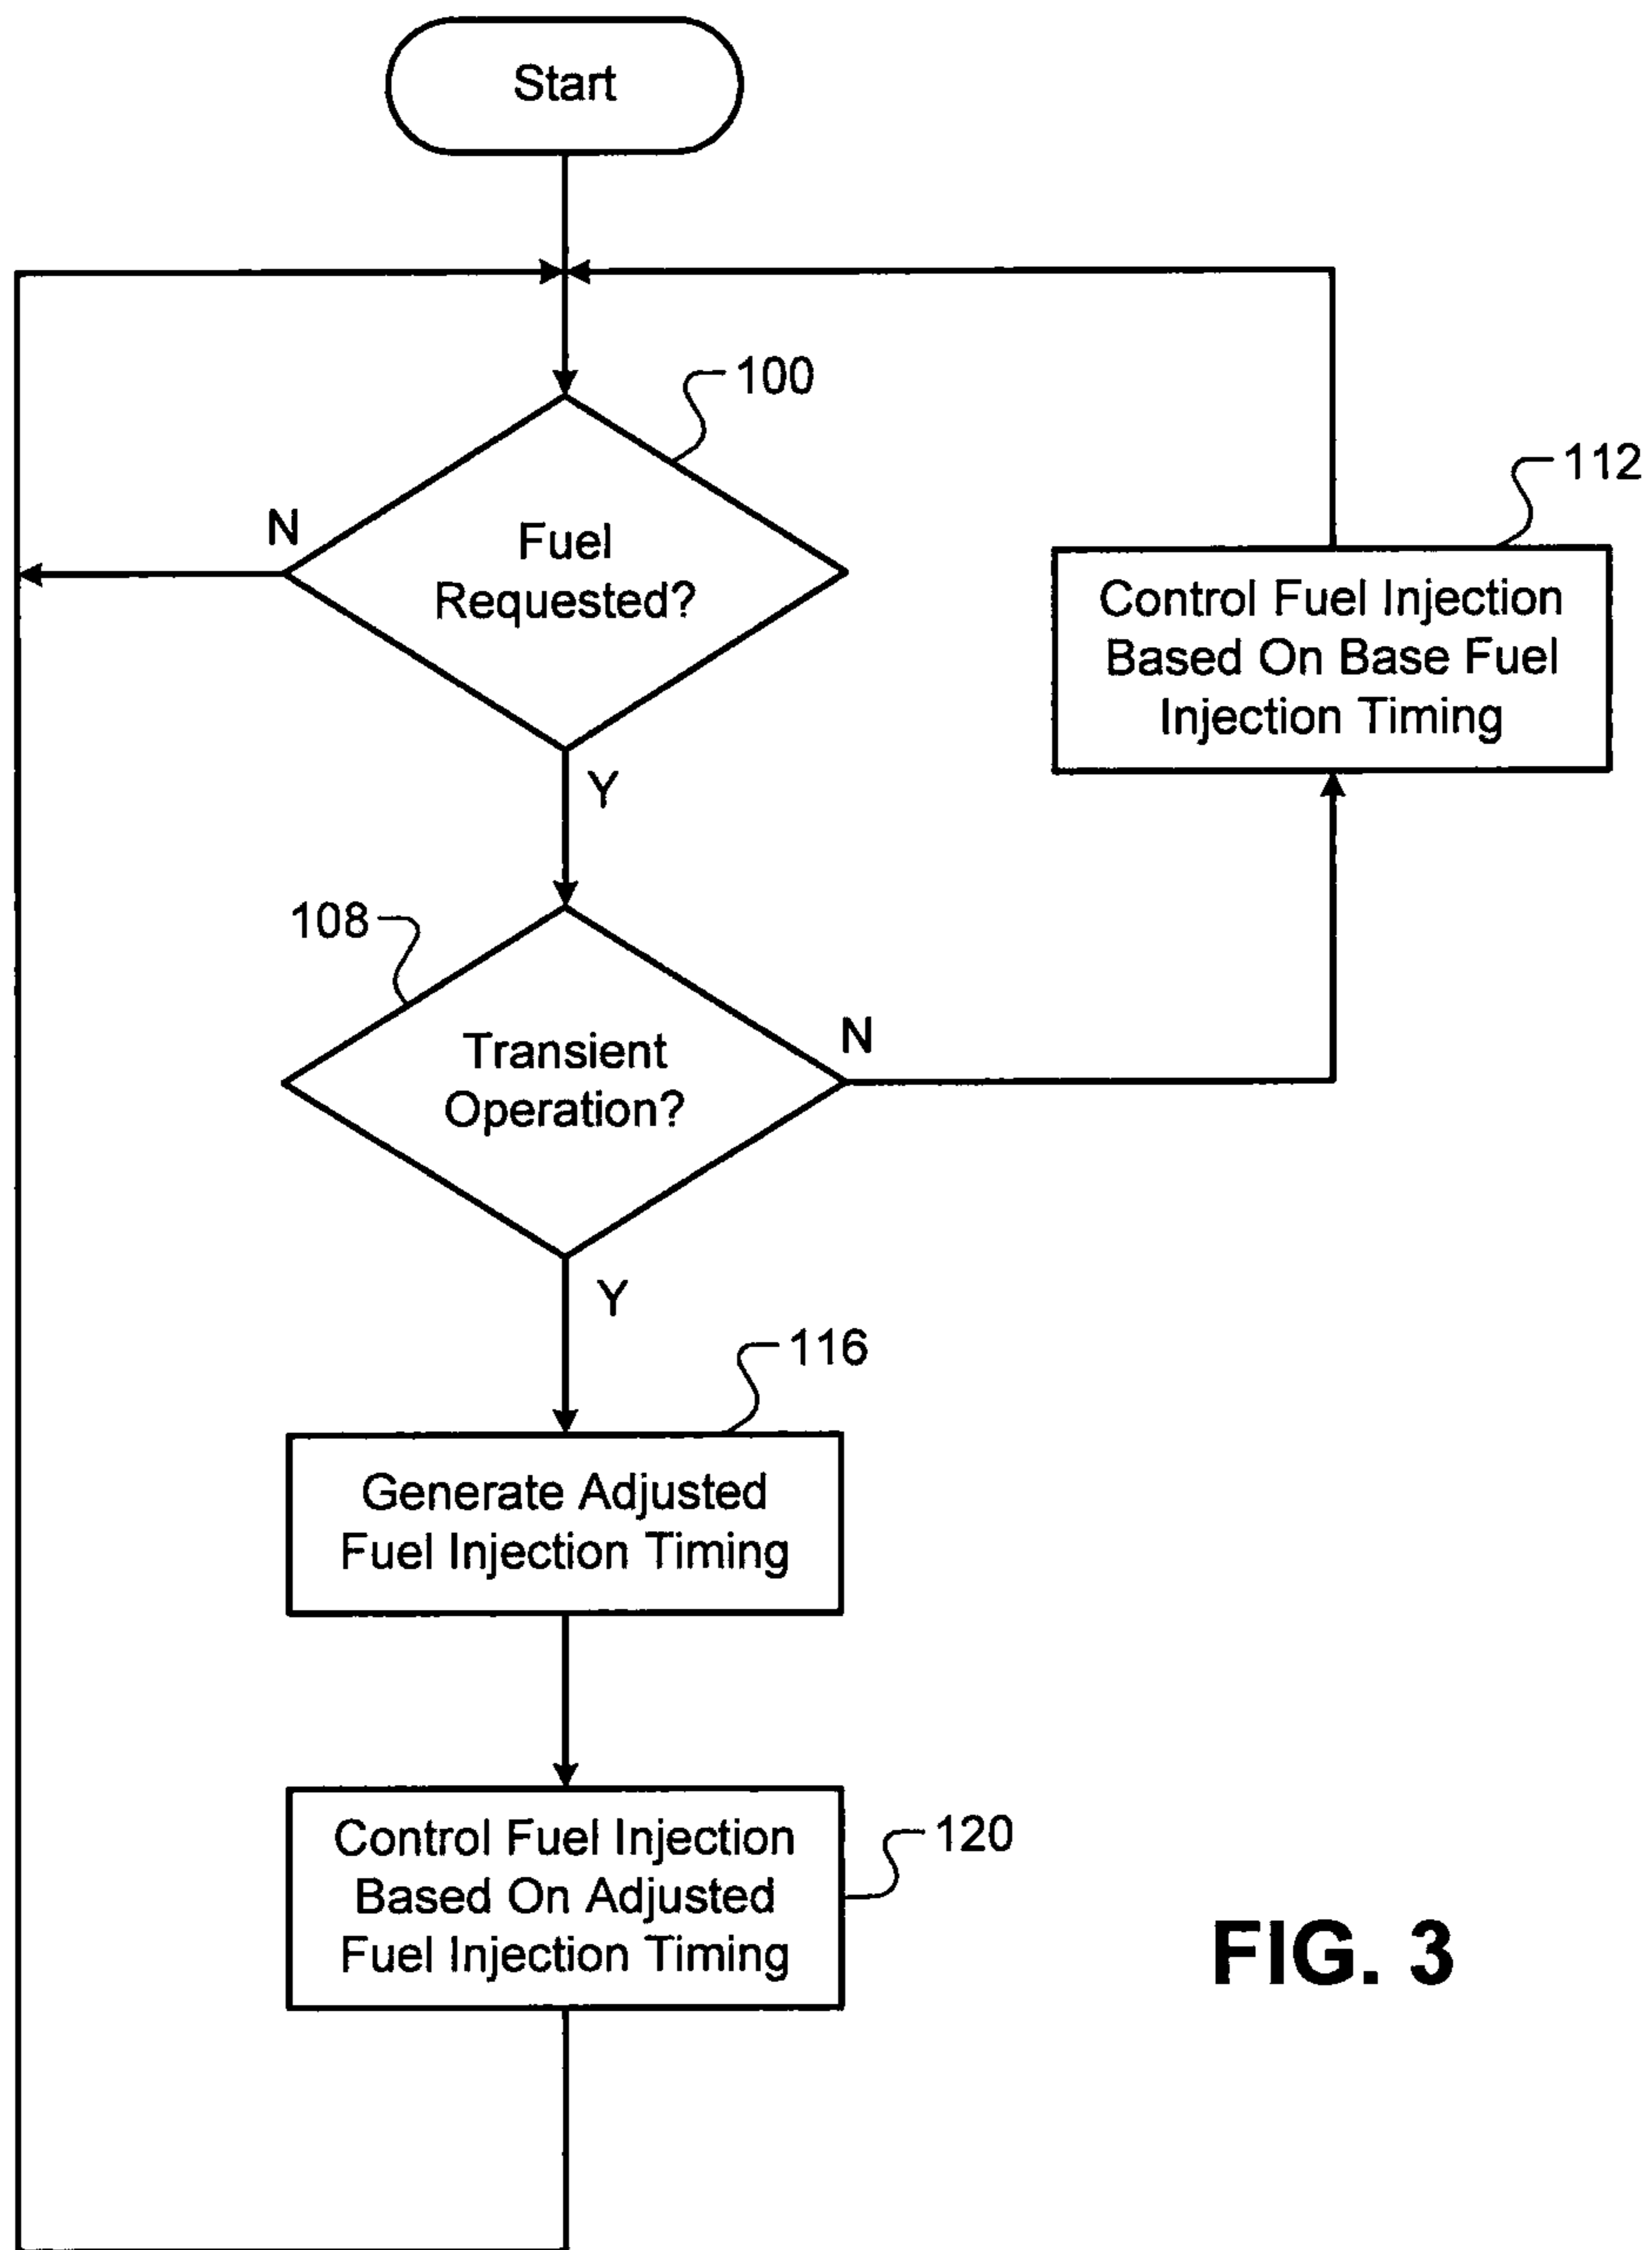 Start
100
N
Fuel
Requested?
Y
112
Control Fuel Injection
Based On Base Fuel
Injection Timing
108
Transient
Operation?
N
Y
116
Generate Adjusted
Fuel Injection Timing
Control Fuel Injection
Based On Adjusted
Fuel Injection Timing
120
FIG. 3